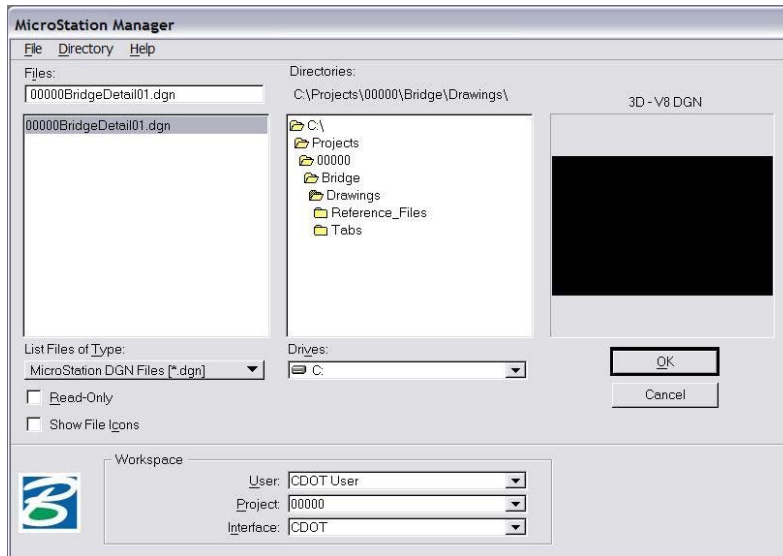 MicroStation Manager
File Directory Help
Files:
00000BridgeDetail01.dgn
00000BridgeDetail01.dgn
Directories:
C:\Projects\00000\Bridge\Drawings\
C:\
Projects
00000
Bridge
Drawings
Reference_Files
Tabs
3D - V8 DGN
List Files of Type:
MicroStation DGN Files [*.dgn]
Drives:
C:
OK
Cancel
Read-Only
Show File Icons
Workspace
User: CDOT User
Project: 00000
Interface: CDOT